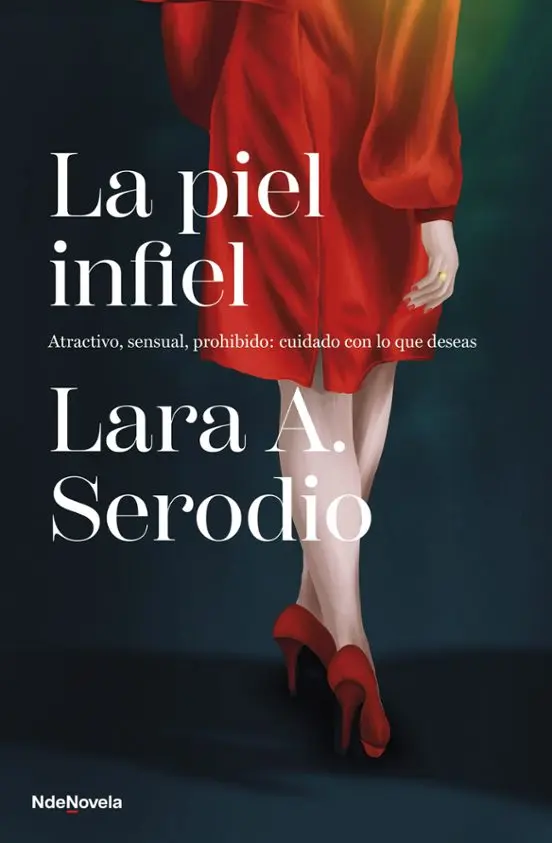 La piel
infiel
Atractivo, sensual, prohibido: cuidado con lo que deseas
Lara A.
Serodio
NdeNovela